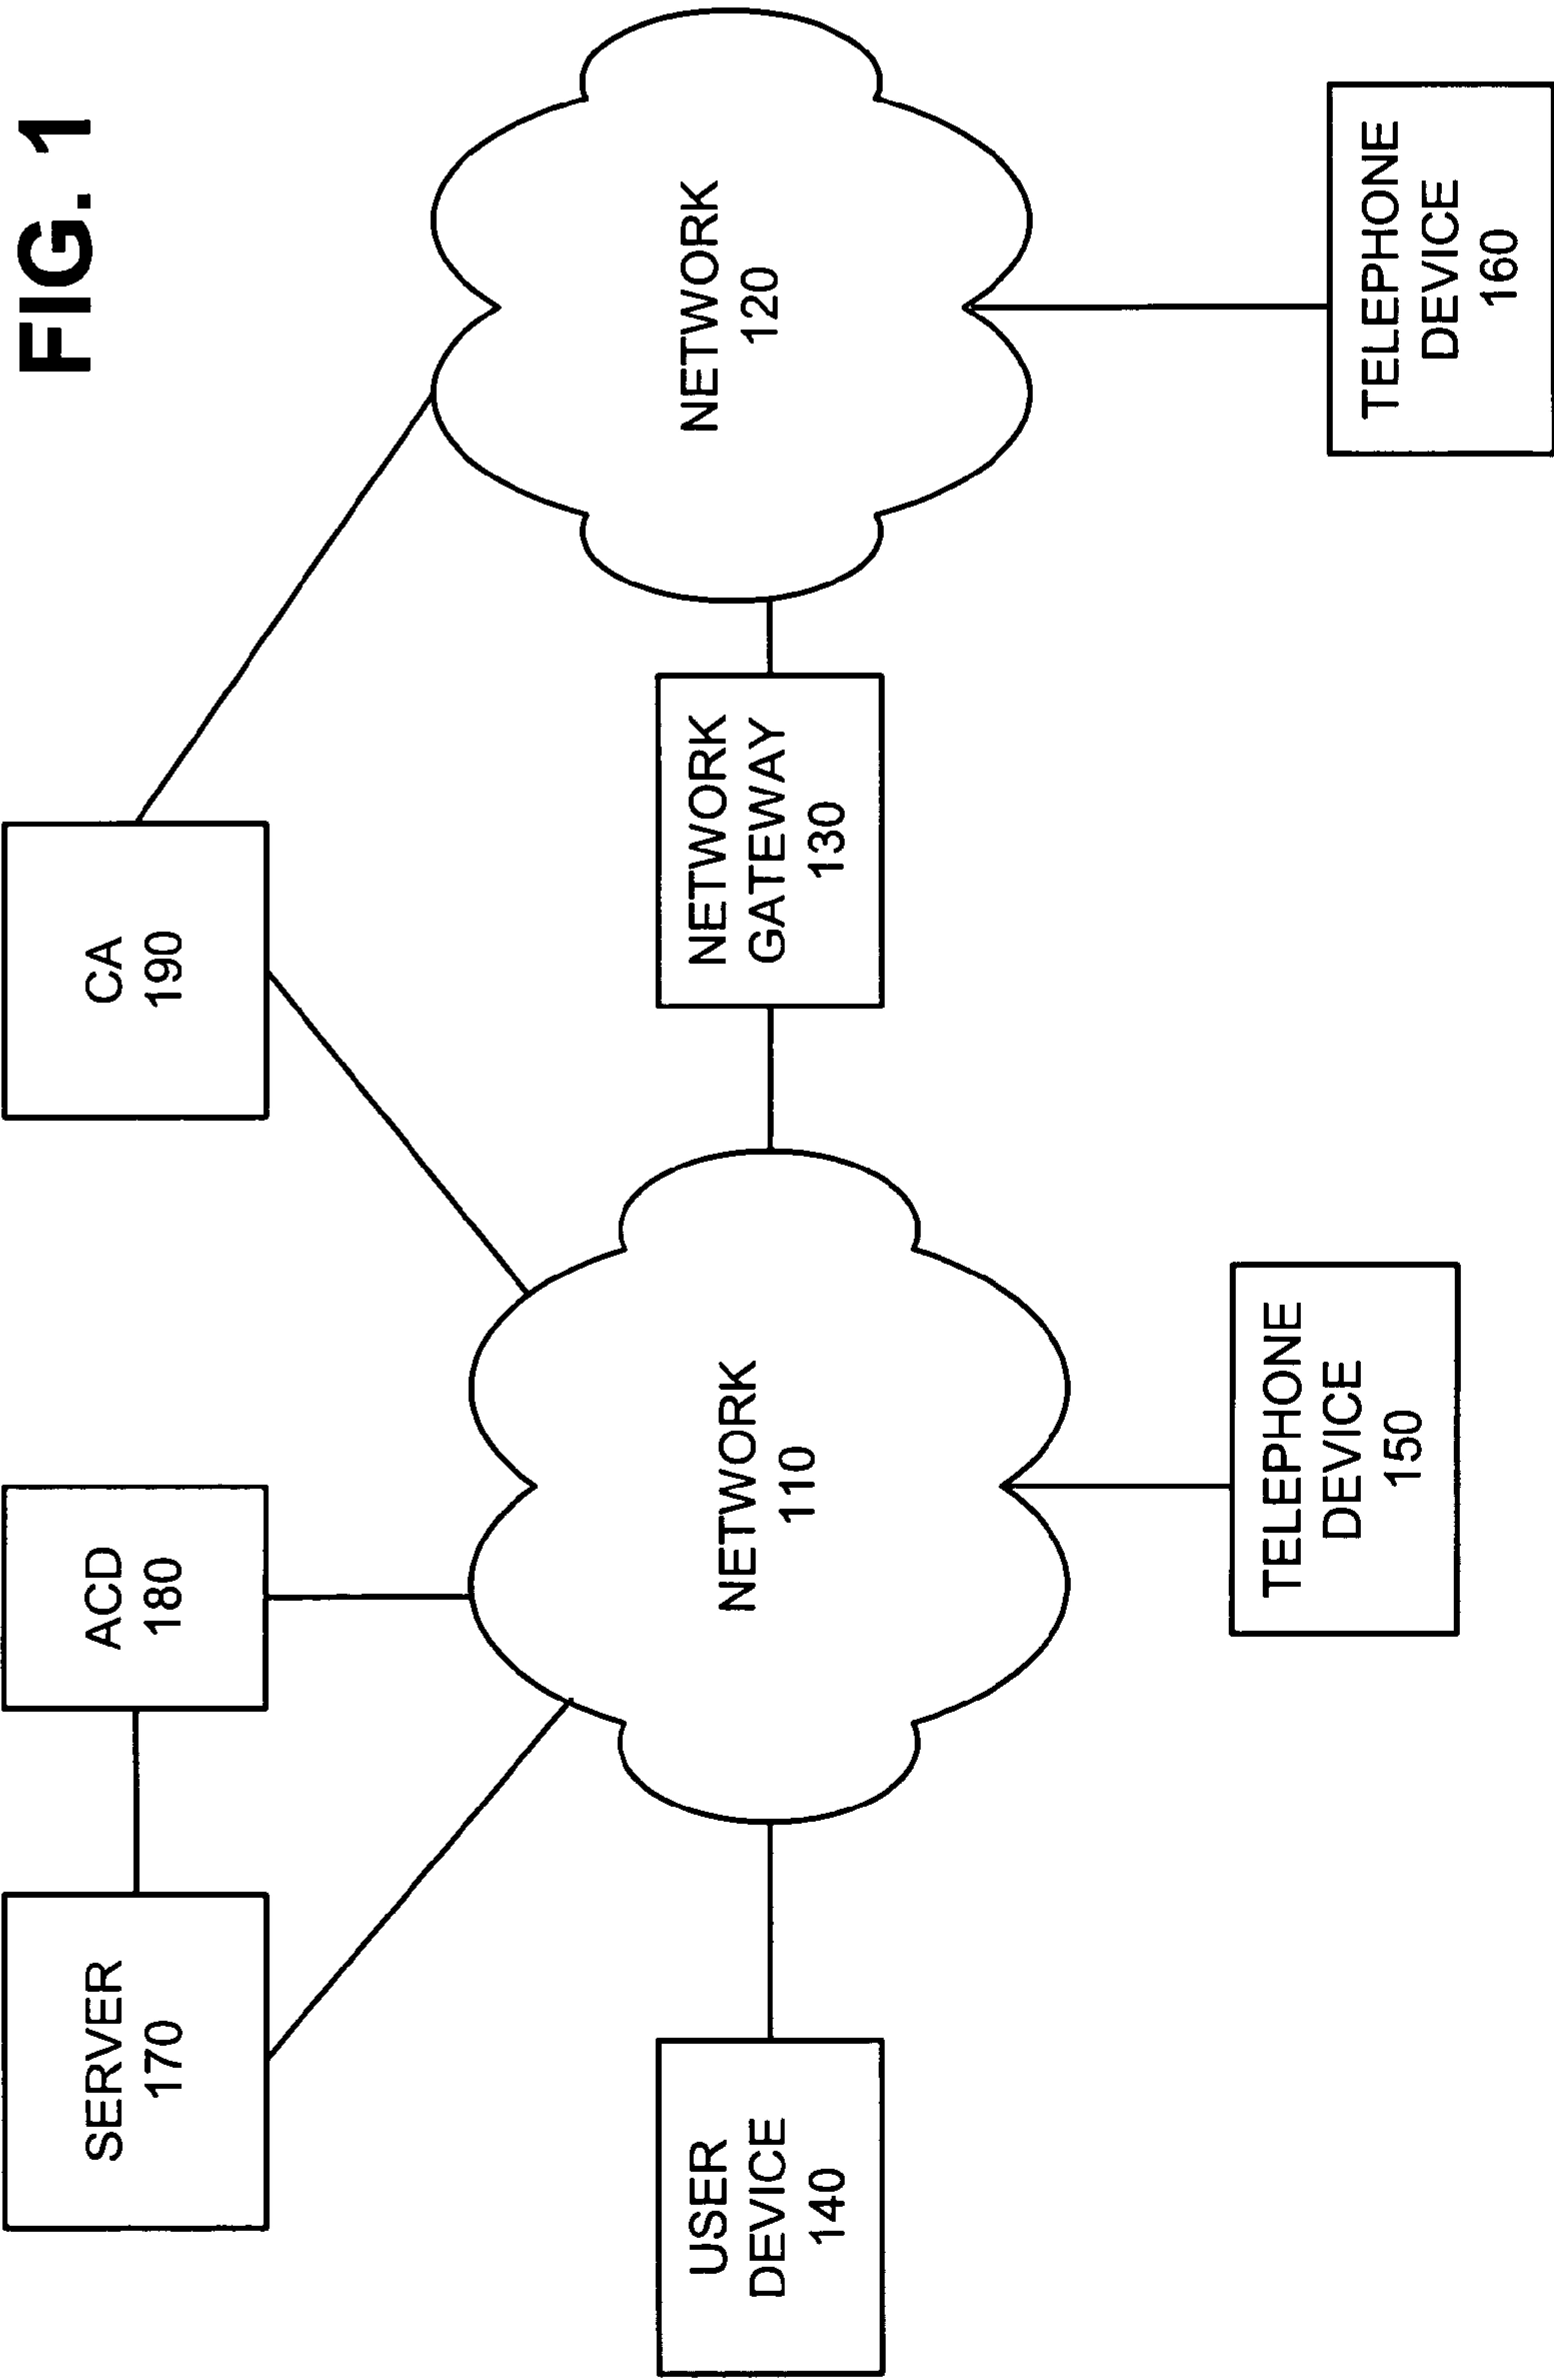 FIG. 1
SERVER
170
ACD
180
CA
190
USER
DEVICE
140
NETWORK
110
NETWORK
GATEWAY
130
NETWORK
120
TELEPHONE
DEVICE
150
TELEPHONE
DEVICE
160